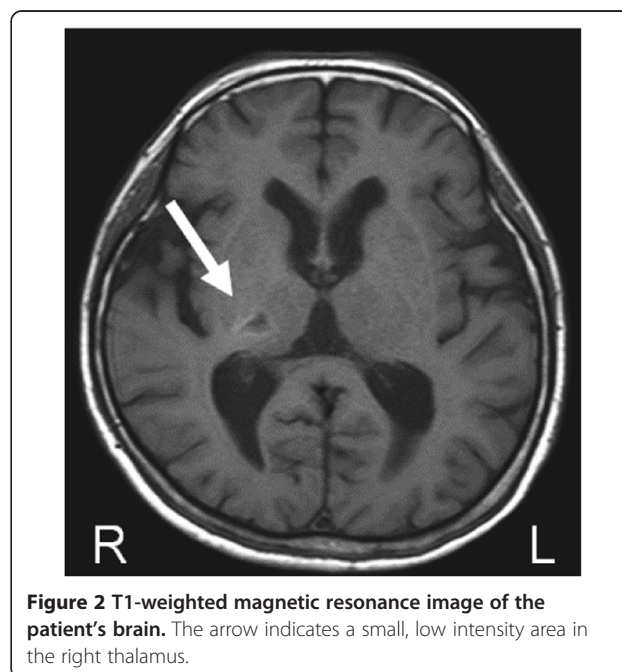 R L
Figure 2 T1-weighted magnetic resonance image of the
patient's brain. The arrow indicates a small, low intensity area in
the right thalamus.